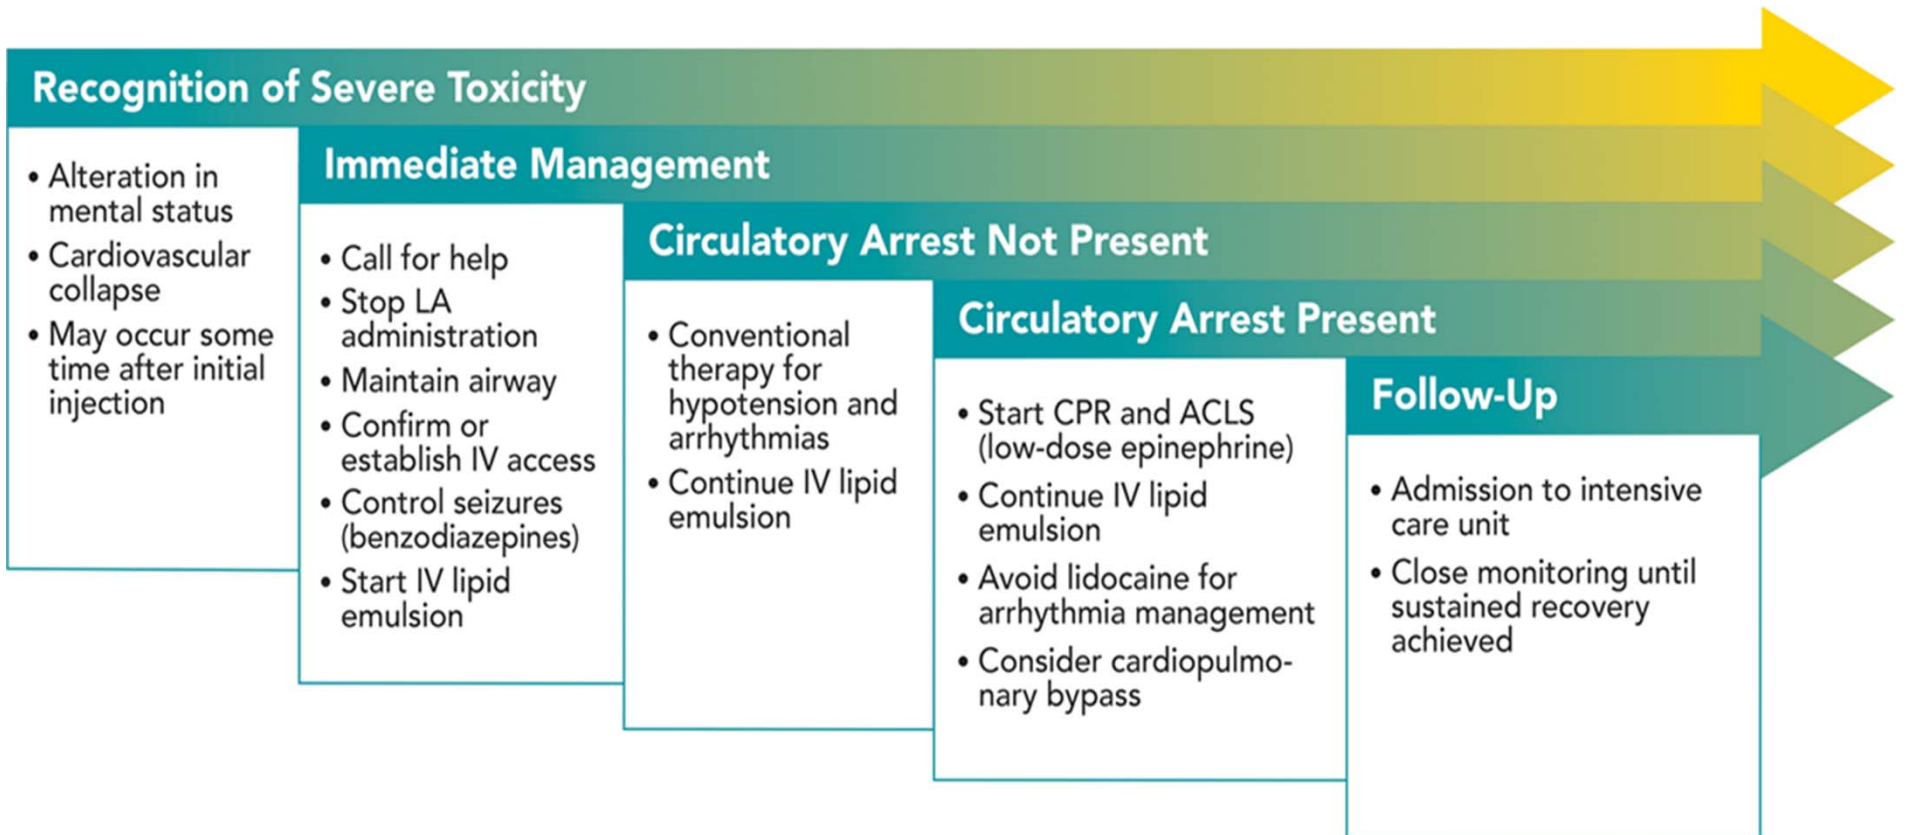 Recognition of Severe Toxicity
• Alteration in
mental status
• Cardiovascular
collapse
• May occur some
time after initial
injection
Immediate Management
• Call for help
• Stop LA
administration
• Maintain airway
• Confirm or
establish IV access
• Control seizures
(benzodiazepines)
• Start IV lipid
emulsion
Circulatory Arrest Not Present
• Conventional
therapy for
hypotension and
arrhythmias
• Continue IV lipid
emulsion
Circulatory Arrest Present
• Start CPR and ACLS
(low-dose epinephrine)
• Continue IV lipid
emulsion
• Avoid lidocaine for
arrhythmia management
• Consider cardiopulmo-
nary bypass
Follow-Up
• Admission to intensive
care unit
• Close monitoring until
sustained recovery
achieved